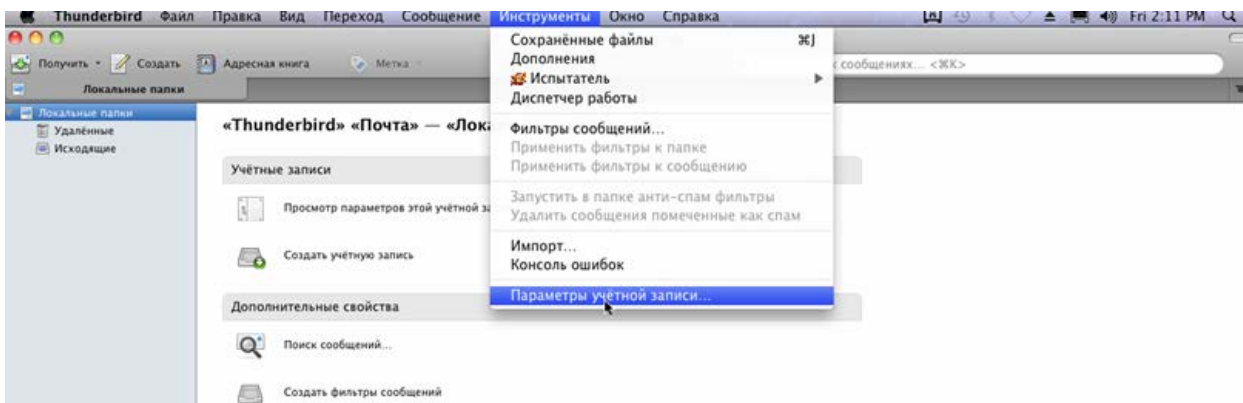 Thunderbird Файл Правка Вид Переход Сообщение Инструменты Окно Справка Fri 2:11 PM
Получить Создать Адресная книга Метка сообщениях... <⌘K>
Локальные папки
Локальные папки
Удалённые
Исходящие
«Thunderbird» «Почта» — «Лока
Учётные записи
Просмотр параметров этой учётной за
Создать учётную запись
Дополнительные свойства
Поиск сообщений...
Создать фильтры сообщений
Сохранённые файлы ⌘J
Дополнения
Испытатель
Диспетчер работы
Фильтры сообщений...
Применить фильтры к папке
Применить фильтры к сообщению
Запустить в папке анти-спам фильтры
Удалить сообщения помеченные как спам
Импорт...
Консоль ошибок
Параметры учётной записи...